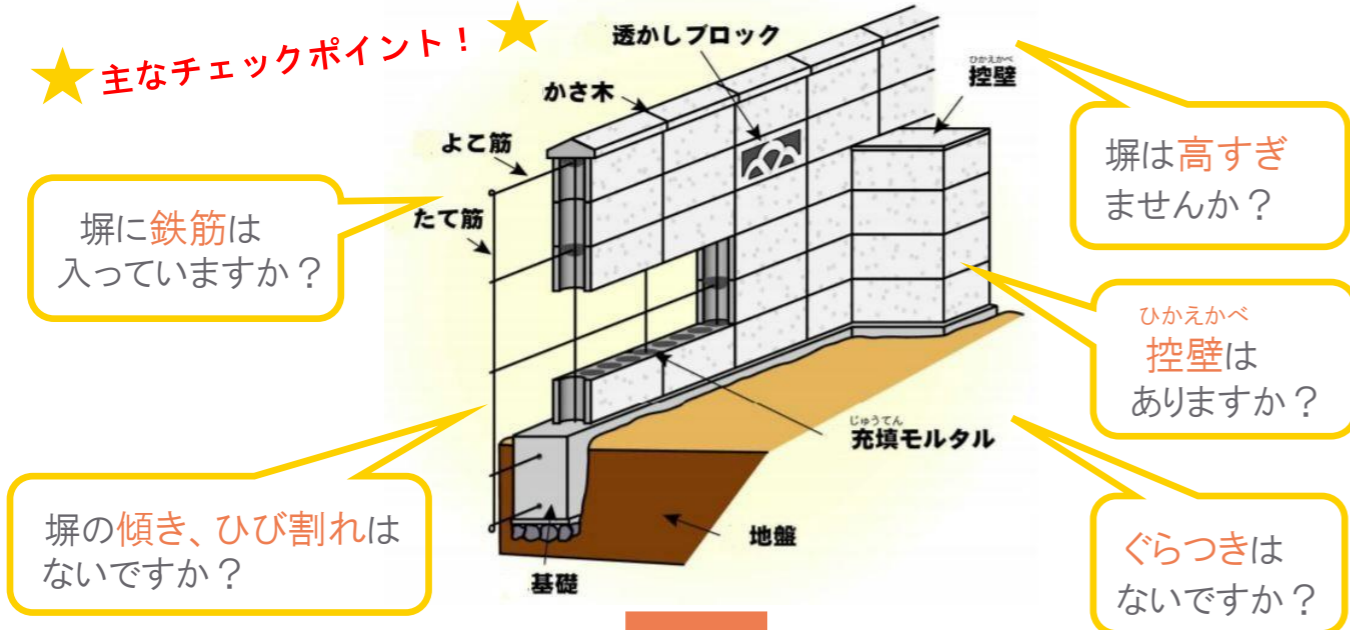 主なチェックポイント！
透かしブロック
ひかえかべ
控壁
かさ木
よこ筋
たて筋
塀に鉄筋は
入っていますか？
塀は高すぎ
ませんか？
ひかえかべ
控壁は
ありますか？
じゅうてん
充填モルタル
塀の傾き、ひび割れは
ないですか？
地盤
基礎
ぐらつきは
ないですか？